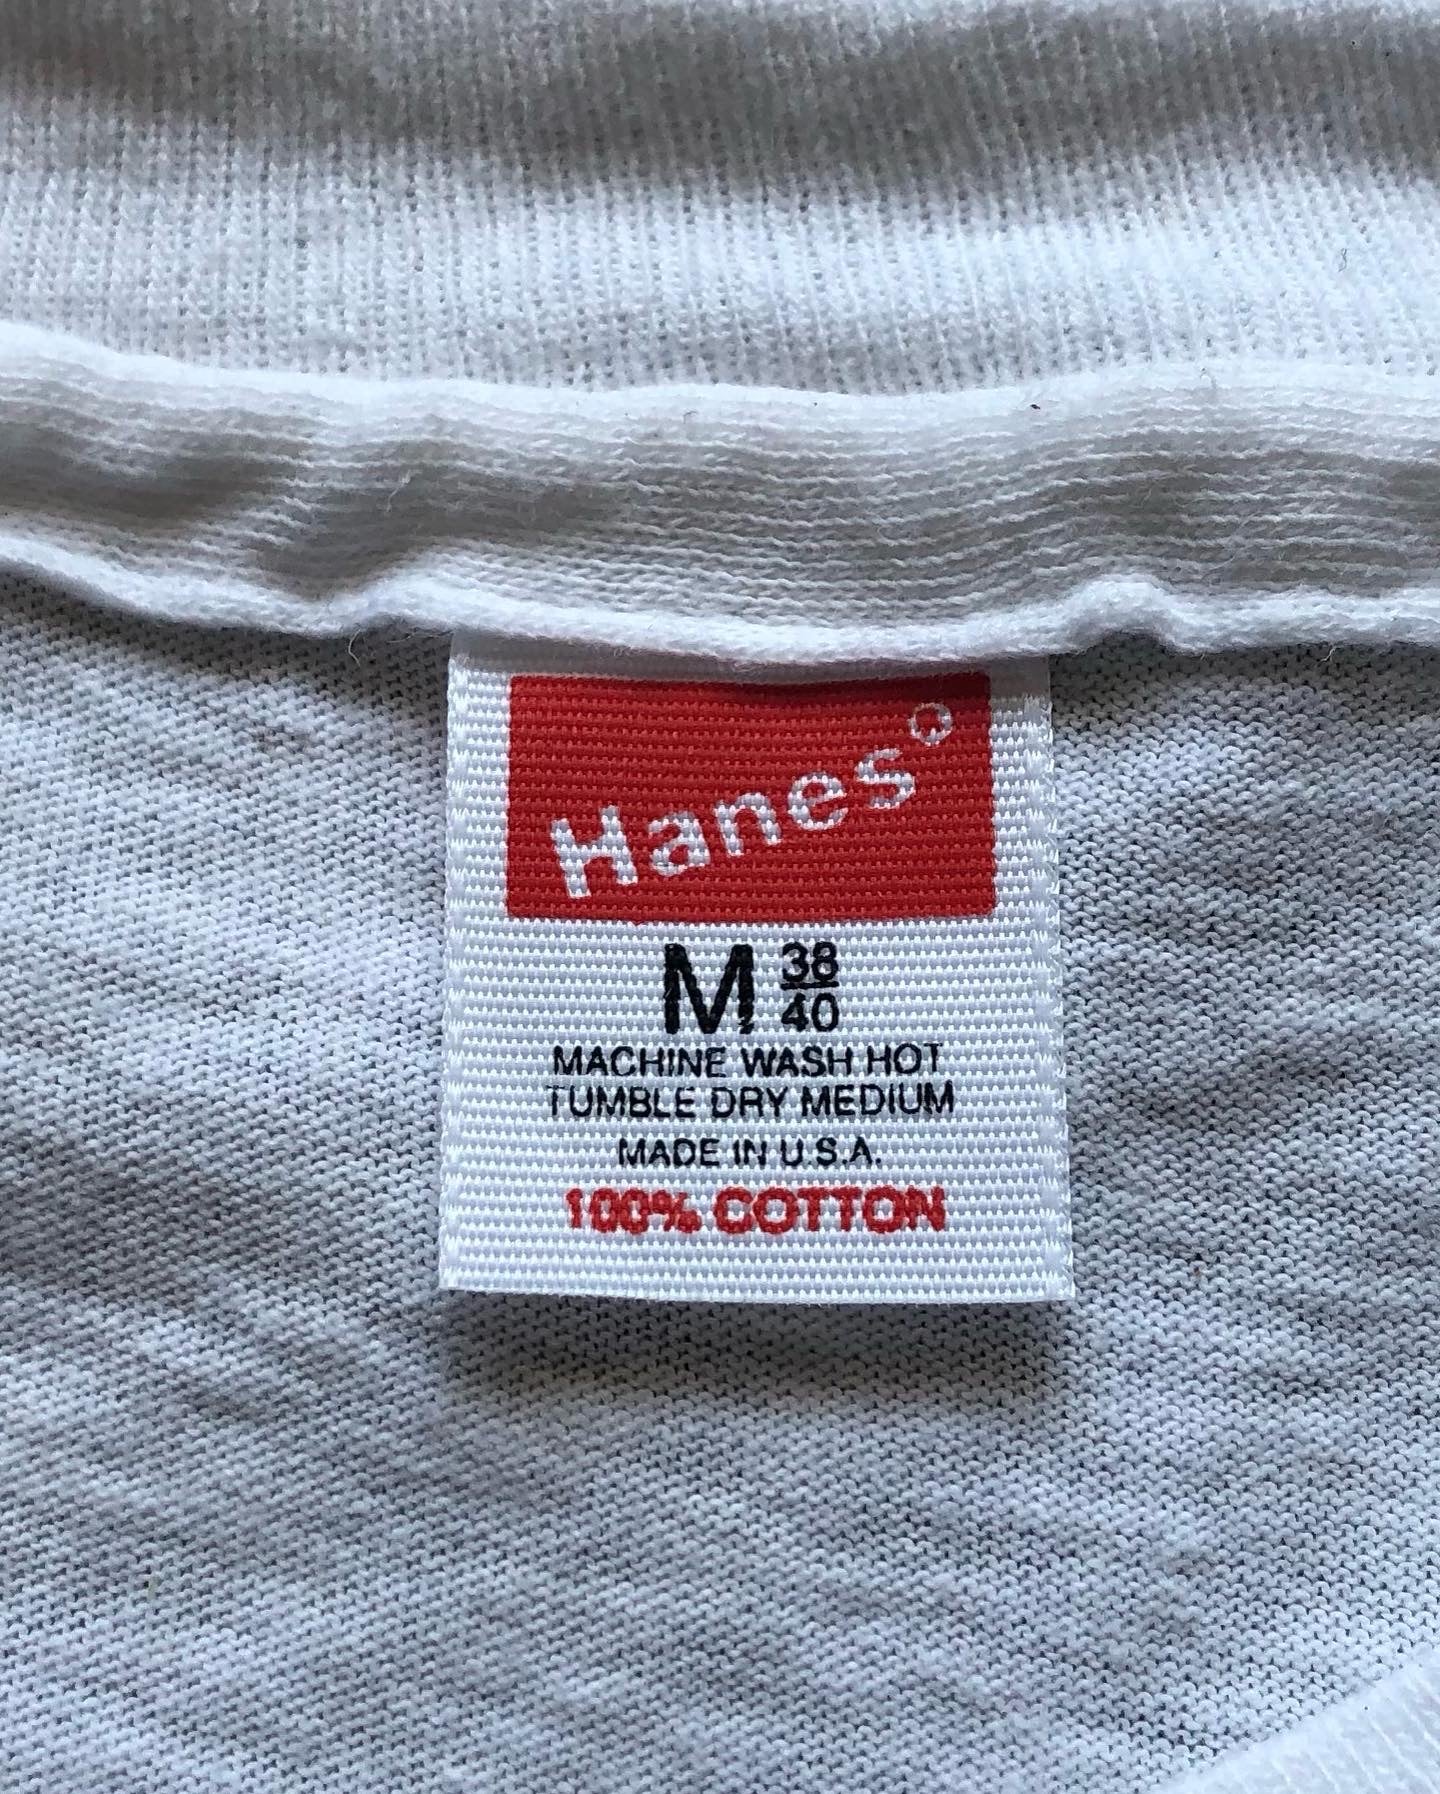 Hanes®
M 38/40
MACHINE WASH HOT
TUMBLE DRY MEDIUM
MADE IN U.S.A.
100% COTTON